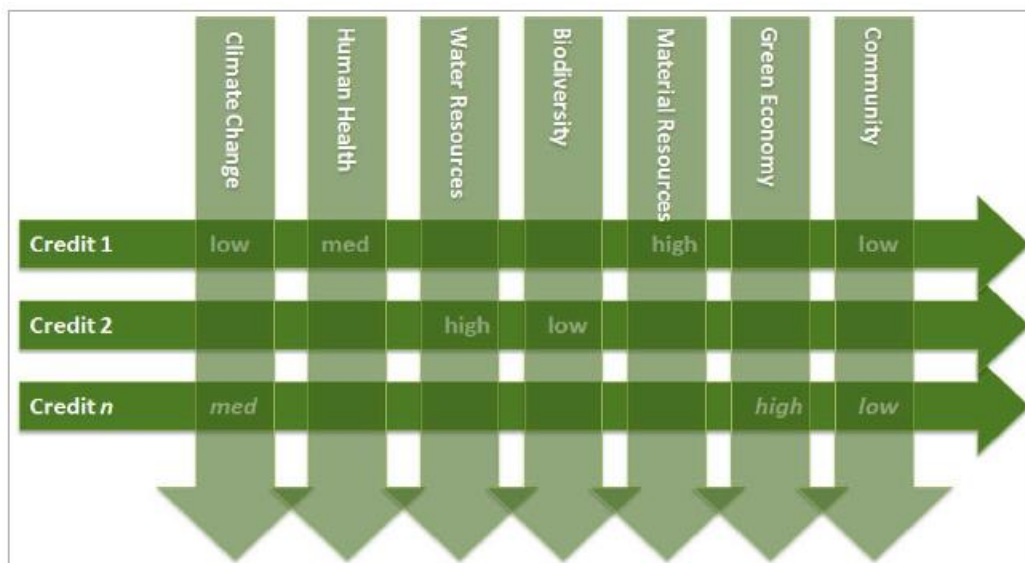 Climate Change
Human Health
Water Resources
Biodiversity
Material Resources
Green Economy
Community
Credit 1 low med high low
Credit 2 high low
Credit n med high low